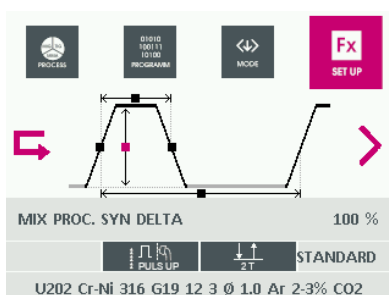 01010
100111
10100
Fx
PROCESS
PROGRAMM
MODE
SET UP
MIX PROC. SYN DELTA 100 %
PULS UP 2T STANDARD
U202 Cr-Ni 316 G19 12 3 Ø 1.0 Ar 2-3% CO2